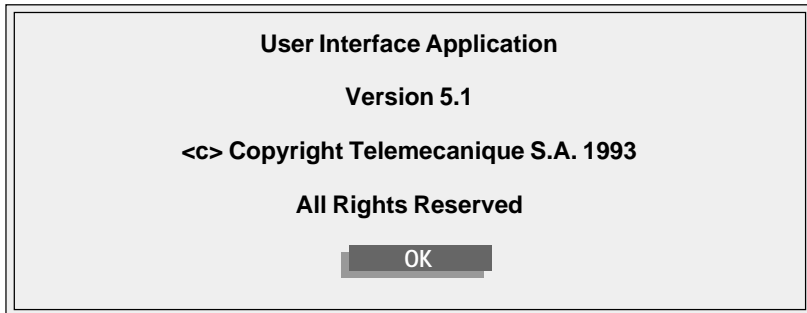 User Interface Application
Version 5.1
<c> Copyright Telemecanique S.A. 1993
All Rights Reserved
OK